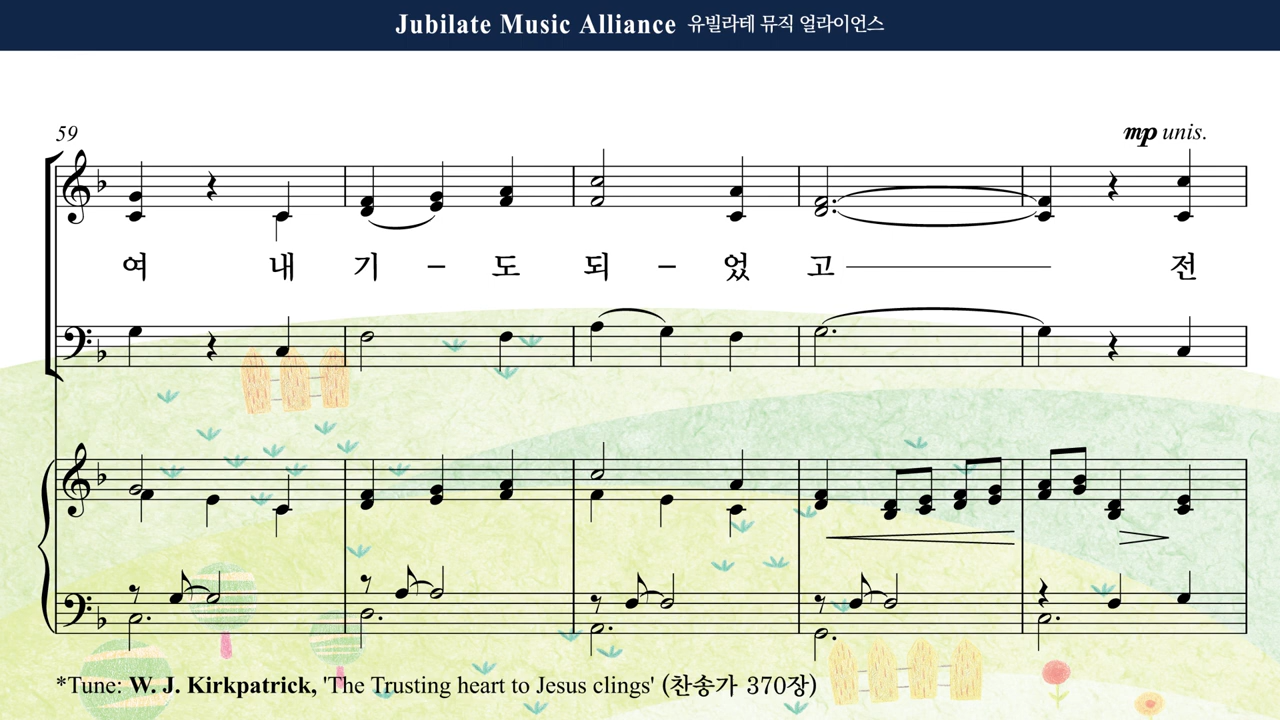 Jubilate Music Alliance 유빌라테 뮤직 얼라이언스
59
mp unis.
여 내 기 – 도 되 – 었 고 전
*Tune: W. J. Kirkpatrick, 'The Trusting heart to Jesus clings' (찬송가 370장)